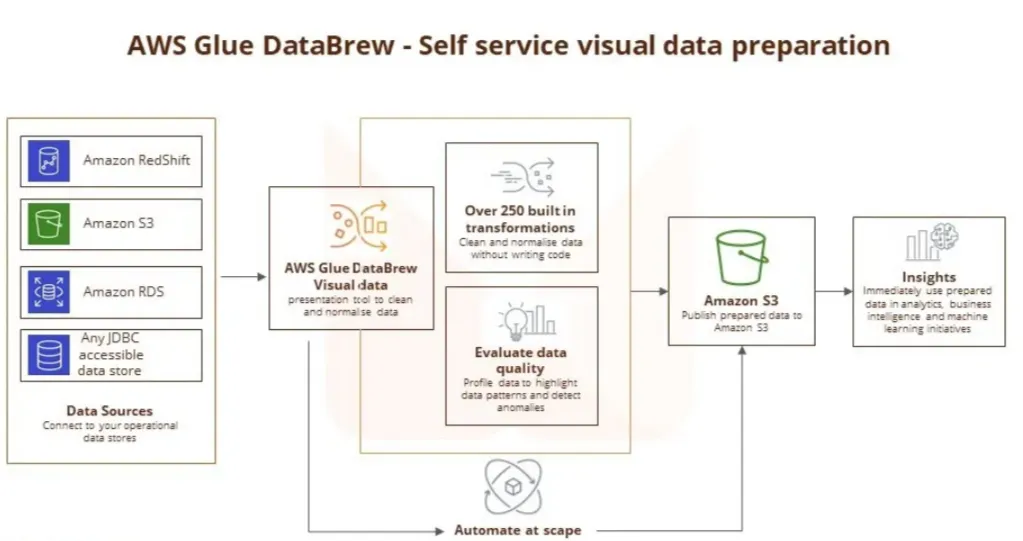 AWS Glue DataBrew - Self service visual data preparation
Amazon RedShift
Amazon S3
Amazon RDS
Any JDBC
accessible
data store
Data Sources
Connect to your operational
data stores
AWS Glue DataBrew
Visual data
presentation tool to clean
and normalise data
Over 250 built in
transformations
Clean and normalise data
without writing code
Evaluate data
quality
Profile data to highlight
data patterns and detect
anomalies
Automate at scape
Amazon S3
Publish prepared data to
Amazon S3
Insights
Immediately use prepared
data in analytics, business
intelligence and machine
learning initiatives